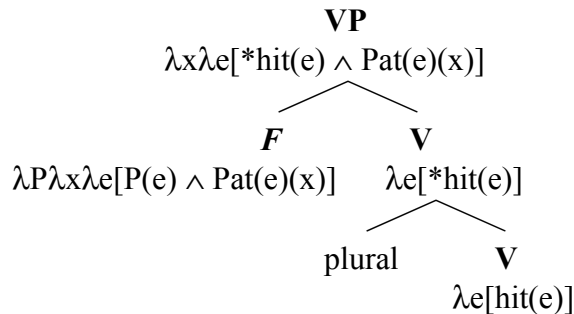 VP
λxλe[*hit(e) ∧ Pat(e)(x)]
F V
λPλxλe[P(e) ∧ Pat(e)(x)] λe[*hit(e)]
plural V
λe[hit(e)]